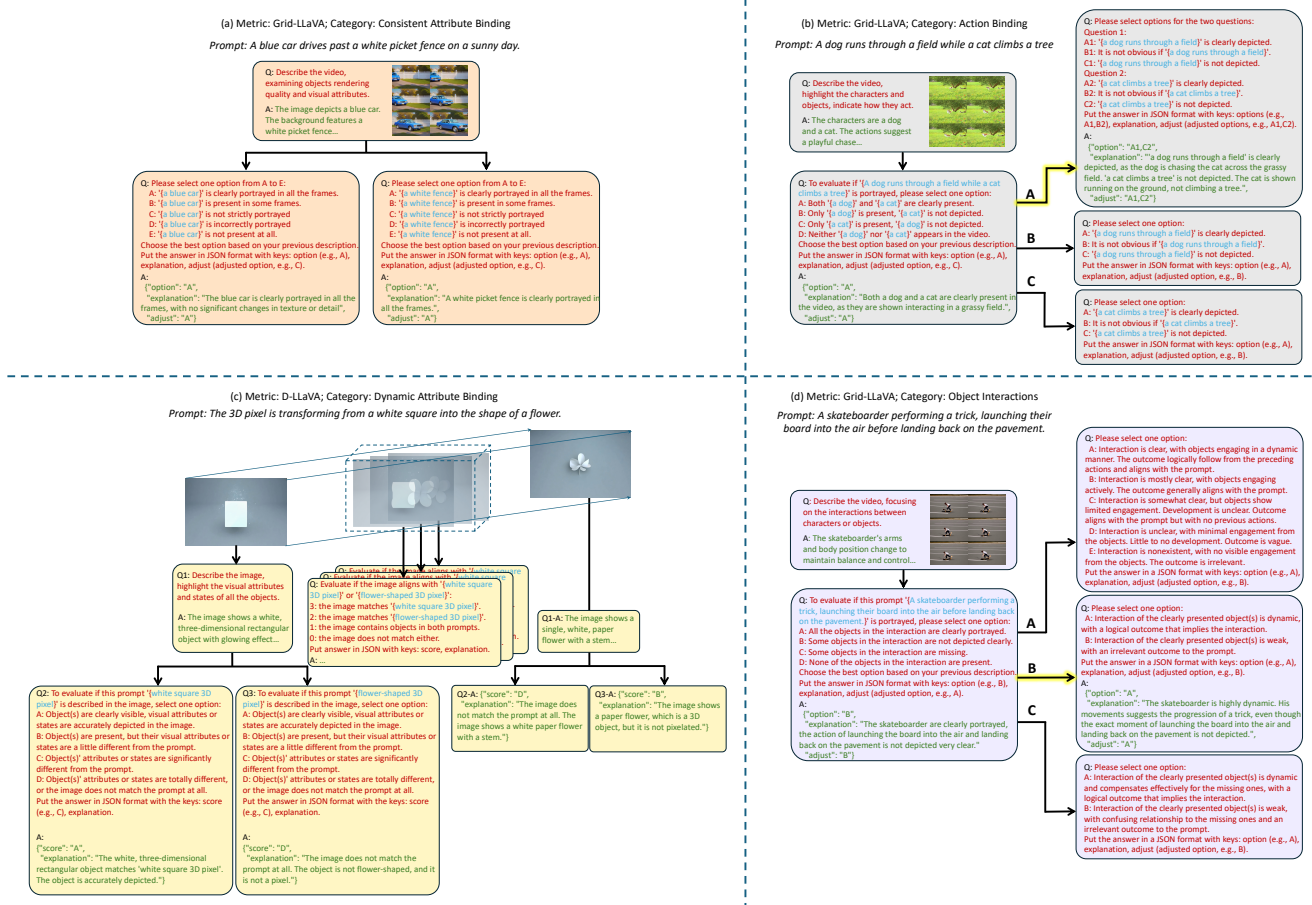 (a) Metric: Grid-LLaVA; Category: Consistent Attribute Binding
Prompt: A blue car drives past a white picket fence on a sunny day.
Q: Describe the video,
examining objects rendering
quality and visual attributes.
A: The image depicts a blue car.
The background features a
white picket fence...
Q: Please select one option from A to E:
A: '{a blue car}' is clearly portrayed in all the frames.
B: '{a blue car}' is present in some frames.
C: '{a blue car}' is not strictly portrayed
D: '{a blue car}' is incorrectly portrayed
E: '{a blue car}' is not present at all.
Choose the best option based on your previous description.
Put the answer in JSON format with keys: option (e.g., A),
explanation, adjust (adjusted option, e.g., C).
A:
{"option": "A",
"explanation": "The blue car is clearly portrayed in all the
frames, with no significant changes in texture or detail",
"adjust": "A"}
Q: Please select one option from A to E:
A: '{a white fence}' is clearly portrayed in all the frames.
B: '{a white fence}' is present in some frames.
C: '{a white fence}' is not strictly portrayed
D: '{a white fence}' is incorrectly portrayed
E: '{a white fence}' is not present at all.
Choose the best option based on your previous description.
Put the answer in JSON format with keys: option (e.g., A),
explanation, adjust (adjusted option, e.g., C).
A:
{"option": "A",
"explanation": "A white picket fence is clearly portrayed in
all the frames.",
"adjust": "A"}
(b) Metric: Grid-LLaVA; Category: Action Binding
Prompt: A dog runs through a field while a cat climbs a tree
Q: Describe the video,
highlight the characters and
objects, indicate how they act.
A: The characters are a dog
and a cat. The actions suggest
a playful chase...
Q: To evaluate if '{A dog runs through a field while a cat
climbs a tree}' is portrayed, please select one option:
A: Both '{a dog}' and '{a cat}' are clearly present.
B: Only '{a dog}' is present, '{a cat}' is not depicted.
C: Only '{a cat}' is present, '{a dog}' is not depicted.
D: Neither '{a dog}' nor '{a cat}' appears in the video.
Choose the best option based on your previous description.
Put the answer in JSON format with keys: option (e.g., A),
explanation, adjust (adjusted option, e.g., C).
A:
{"option": "A",
"explanation": "Both a dog and a cat are clearly present in
the video, as they are shown interacting in a grassy field.",
"adjust": "A"}
A
B
C
Q: Please select options for the two questions:
Question 1:
A1: '{a dog runs through a field}' is clearly depicted.
B1: It is not obvious if '{a dog runs through a field}'.
C1: '{a dog runs through a field}' is not depicted.
Question 2:
A2: '{a cat climbs a tree}' is clearly depicted.
B2: It is not obvious if '{a cat climbs a tree}'.
C2: '{a cat climbs a tree}' is not depicted.
Put the answer in JSON format with keys: options (e.g.,
A1,B2), explanation, adjust (adjusted options, e.g., A1,C2).
A:
{"option": "A1,C2",
"explanation": "'a dog runs through a field' is clearly
depicted, as the dog is chasing the cat across the grassy
field. 'a cat climbs a tree' is not depicted. The cat is shown
running on the ground, not climbing a tree.",
"adjust": "A1,C2"}
Q: Please select one option:
A: '{a dog runs through a field}' is clearly depicted.
B: It is not obvious if '{a dog runs through a field}'.
C: '{a dog runs through a field}' is not depicted.
Put the answer in JSON format with keys: option (e.g., A),
explanation, adjust (adjusted option, e.g., B).
Q: Please select one option:
A: '{a cat climbs a tree}' is clearly depicted.
B: It is not obvious if '{a cat climbs a tree}'.
C: '{a cat climbs a tree}' is not depicted.
Put the answer in JSON format with keys: option (e.g., A),
explanation, adjust (adjusted option, e.g., B).
(c) Metric: D-LLaVA; Category: Dynamic Attribute Binding
Prompt: The 3D pixel is transforming from a white square into the shape of a flower.
Q1: Describe the image,
highlight the visual attributes
and states of all the objects.
A: The image shows a white,
three-dimensional rectangular
object with glowing effect...
Q: Evaluate if the image aligns with '{white square
Q: Evaluate if the image aligns with '{white square
Q: Evaluate if the image aligns with '{white square
3D pixel}' or '{flower-shaped 3D pixel}':
3: the image matches '{white square 3D pixel}'.
2: the image matches '{flower-shaped 3D pixel}'.
1: the image contains objects in both prompts.
0: the image does not match either.
Put answer in JSON with keys: score, explanation.
A: ...
Q1-A: The image shows a
single, white, paper
flower with a stem...
Q2: To evaluate if this prompt '{white square 3D
pixel}' is described in the image, select one option:
A: Object(s) are clearly visible, visual attributes or
states are accurately depicted in the image.
B: Object(s) are present, but their visual attributes or
states are a little different from the prompt.
C: Object(s)' attributes or states are significantly
different from the prompt.
D: Object(s)' attributes or states are totally different,
or the image does not match the prompt at all.
Put the answer in JSON format with the keys: score
(e.g., C), explanation.
A:
{"score": "A",
"explanation": "The white, three-dimensional
rectangular object matches 'white square 3D pixel'.
The object is accurately depicted."}
Q3: To evaluate if this prompt '{flower-shaped 3D
pixel}' is described in the image, select one option:
A: Object(s) are clearly visible, visual attributes or
states are accurately depicted in the image.
B: Object(s) are present, but their visual attributes or
states are a little different from the prompt.
C: Object(s)' attributes or states are significantly
different from the prompt.
D: Object(s)' attributes or states are totally different,
or the image does not match the prompt at all.
Put the answer in JSON format with the keys: score
(e.g., C), explanation.
A:
{"score": "D",
"explanation": "The image does not match the
prompt at all. The object is not flower-shaped, and it
is not a pixel."}
Q2-A: {"score": "D",
"explanation": "The image does
not match the prompt at all. The
image shows a white paper flower
with a stem."}
Q3-A: {"score": "B",
"explanation": "The image shows
a paper flower, which is a 3D
object, but it is not pixelated."}
(d) Metric: Grid-LLaVA; Category: Object Interactions
Prompt: A skateboarder performing a trick, launching their
board into the air before landing back on the pavement.
Q: Describe the video, focusing
on the interactions between
characters or objects.
A: The skateboarder's arms
and body position change to
maintain balance and control...
Q: To evaluate if this prompt '{A skateboarder performing a
trick, launching their board into the air before landing back on
the pavement.}' is portrayed, please select one option:
A: All the objects in the interaction are clearly portrayed.
B: Some objects in the interaction are not depicted clearly.
C: Some objects in the interaction are missing.
D: None of the objects in the interaction are present.
Choose the best option based on your previous description.
Put the answer in JSON format with keys: option (e.g., B),
explanation, adjust (adjusted option, e.g., A).
A:
{"option": "B",
"explanation": "The skateboarder are clearly portrayed,
the action of launching the board into the air and landing
back on the pavement is not depicted very clear."
"adjust": "B"}
A
B
C
Q: Please select one option:
A: Interaction is clear, with objects engaging in a dynamic
manner. The outcome logically follow from the preceding
actions and aligns with the prompt.
B: Interaction is mostly clear, with objects engaging
actively. The outcome generally aligns with the prompt.
C: Interaction is somewhat clear, but objects show
limited engagement. Development is unclear. Outcome
aligns with the prompt but with no previous actions.
D: Interaction is unclear, with minimal engagement from
the objects. Little to no development. Outcome is vague.
E: Interaction is nonexistent, with no visible engagement
from the objects. The outcome is irrelevant.
Put the answer in a JSON format with keys: option (e.g.,
A), explanation, adjust (adjusted option, e.g., B).
Q: Please select one option:
A: Interaction of the clearly presented object(s) is dynamic,
with a logical outcome that implies the interaction.
B: Interaction of the clearly presented object(s) is weak,
with an irrelevant outcome to the prompt.
Put the answer in a JSON format with keys: option (e.g., A),
explanation, adjust (adjusted option, e.g., B).
A:
{"option": "A",
"explanation": "The skateboarder is highly dynamic. His
movements suggests the progression of a trick, even though
the exact moment of launching the board into the air and
landing back on the pavement is not depicted.",
"adjust": "A"}
Q: Please select one option:
A: Interaction of the clearly presented object(s) is dynamic
and compensates effectively for the missing ones, with a
logical outcome that implies the interaction.
B: Interaction of the clearly presented object(s) is weak,
with confusing relationship to the missing ones and an
irrelevant outcome to the prompt.
Put the answer in a JSON format with keys: option (e.g., A),
explanation, adjust (adjusted option, e.g., B).